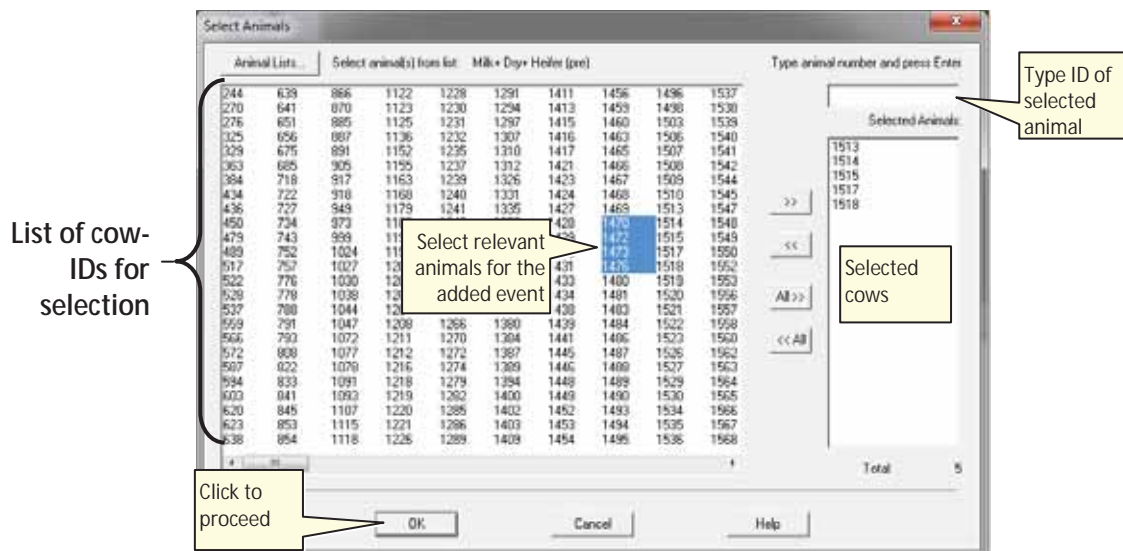 Select Animals
Animal Lists... Select animal(s) from list Milk+ Dry+ Heifer (pre) Type animal number and press Enter
Type ID of
selected
animal
Selected Animals:
244 639 866 1122 1228 1291 1411 1456 1496 1537
270 641 870 1123 1230 1294 1413 1459 1498 1538
276 651 885 1125 1231 1297 1415 1460 1503 1539
325 656 887 1136 1232 1307 1416 1463 1506 1540
329 675 891 1152 1235 1310 1417 1465 1507 1541
363 685 905 1155 1237 1312 1421 1466 1508 1542
384 718 917 1163 1239 1326 1423 1467 1509 1544
434 722 918 1168 1240 1331 1424 1468 1510 1545
436 727 949 1179 1241 1335 1427 1469 1513 1547
450 734 973 1470 1514 1548
479 743 999 1472 1515 1549
489 752 1024 1473 1517 1550
517 757 1027 1476 1518 1552
522 776 1030 1480 1519 1553
528 778 1038 1481 1520 1556
537 788 1044 1483 1521 1557
559 791 1047 1208 1266 1380 1439 1484 1522 1558
566 793 1072 1211 1270 1384 1441 1486 1523 1560
572 808 1077 1212 1272 1387 1445 1487 1526 1562
587 822 1078 1216 1274 1389 1446 1488 1527 1563
594 833 1091 1218 1279 1394 1448 1489 1529 1564
603 841 1093 1219 1282 1400 1449 1490 1530 1565
620 845 1107 1220 1285 1402 1452 1493 1534 1566
623 853 1115 1221 1286 1403 1453 1494 1535 1567
638 854 1118 1226 1289 1409 1454 1495 1536 1568
List of cow-
IDs for
selection
Select relevant
animals for the
added event
>>
<<
All >>
<< All
1513
1514
1515
1517
1518
Selected
cows
Total 5
Click to
proceed
OK Cancel Help